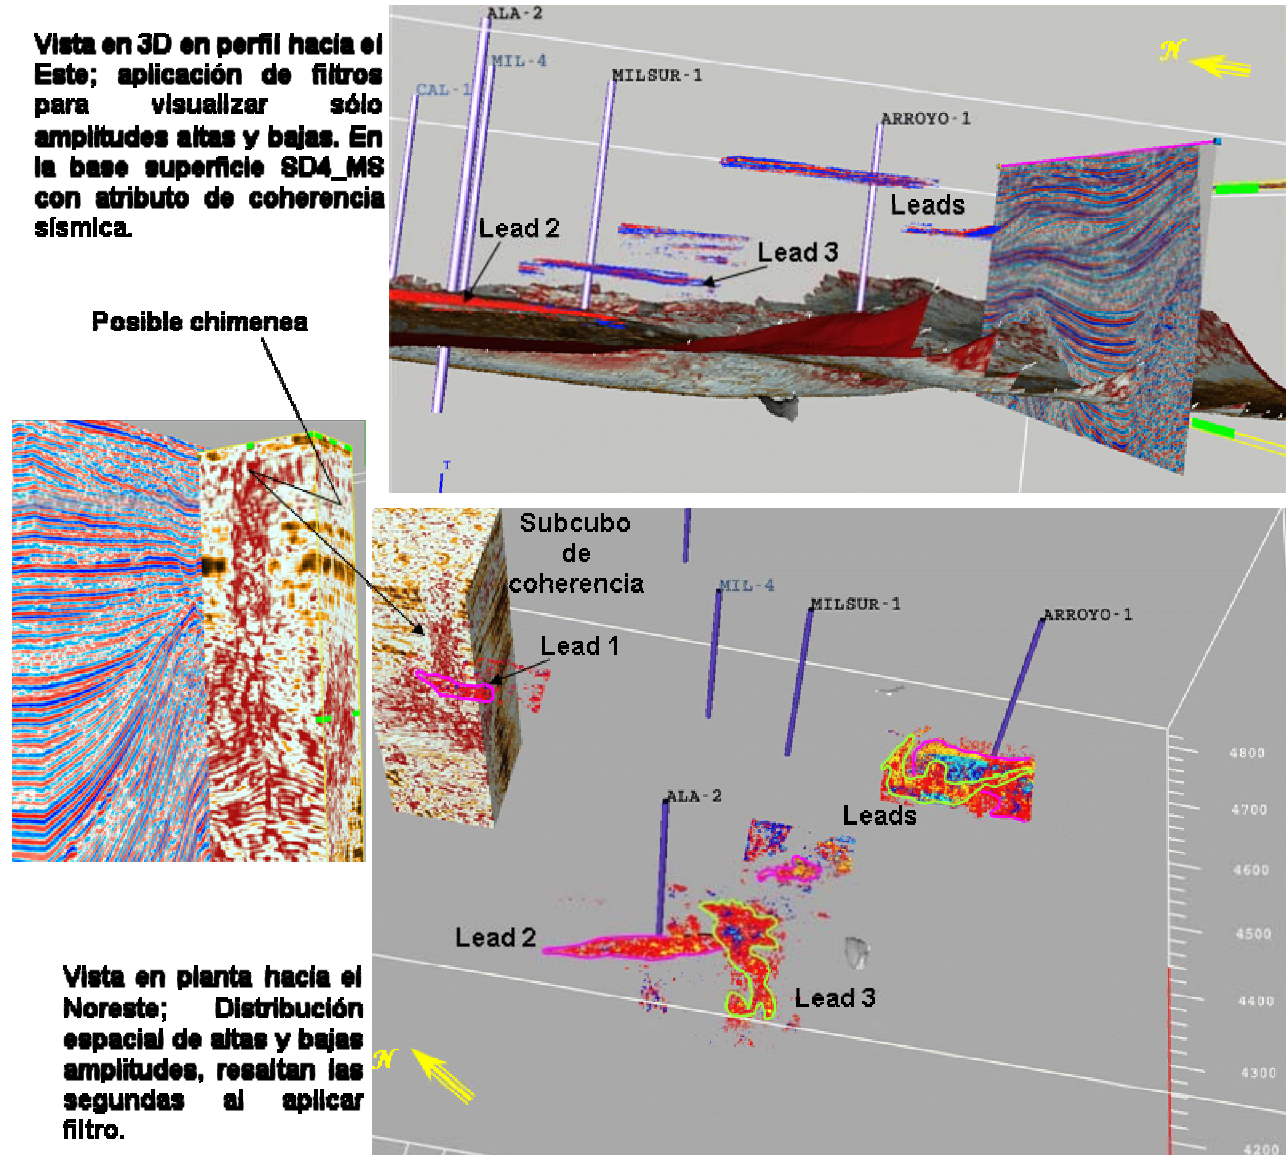 Vista en 3D en perfil hacia el
Este; aplicación de filtros
para visualizar sólo
amplitudes altas y bajas. En
la base superficie SD4_MS
con atributo de coherencia
sísmica.
ALA-2
MIL-4
CAL-1
MILSUR-1
ARROYO-1
N
Leads
Lead 2
Lead 3
T
Posible chimenea
Subcubo
de
coherencia
Lead 1
MIL-4
MILSUR-1
ARROYO-1
ALA-2
Leads
Lead 2
Lead 3
N
4800
4700
4600
4500
4400
4300
4200
Vista en planta hacia el
Noreste; Distribución
espacial de altas y bajas
amplitudes, resaltan las
segundas al aplicar
filtro.